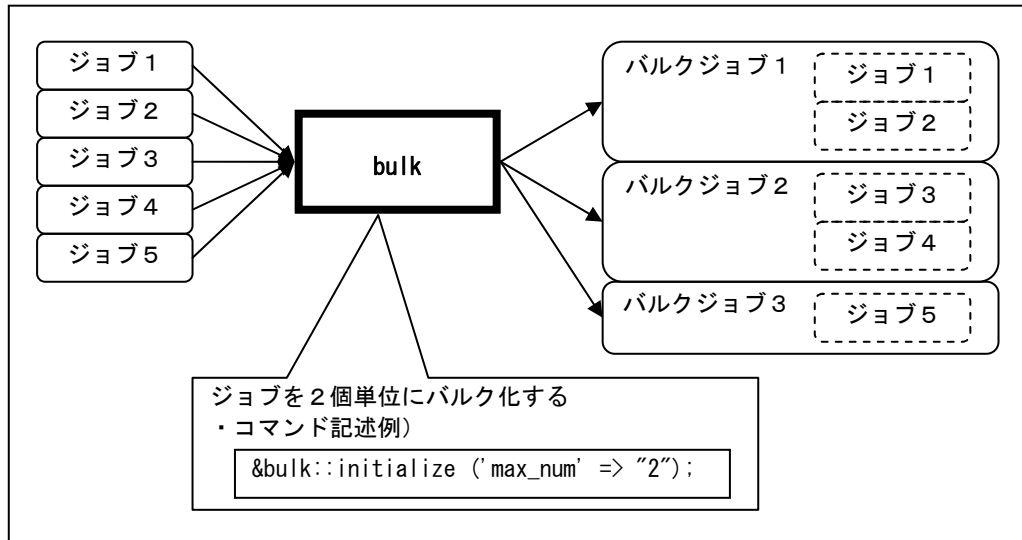 ジョブ１
ジョブ２
ジョブ３
ジョブ４
ジョブ５
bulk
バルクジョブ１
ジョブ１
ジョブ２
バルクジョブ２
ジョブ３
ジョブ４
バルクジョブ３
ジョブ５
ジョブを２個単位にバルク化する
・コマンド記述例）
&bulk::initialize ('max_num' => "2");